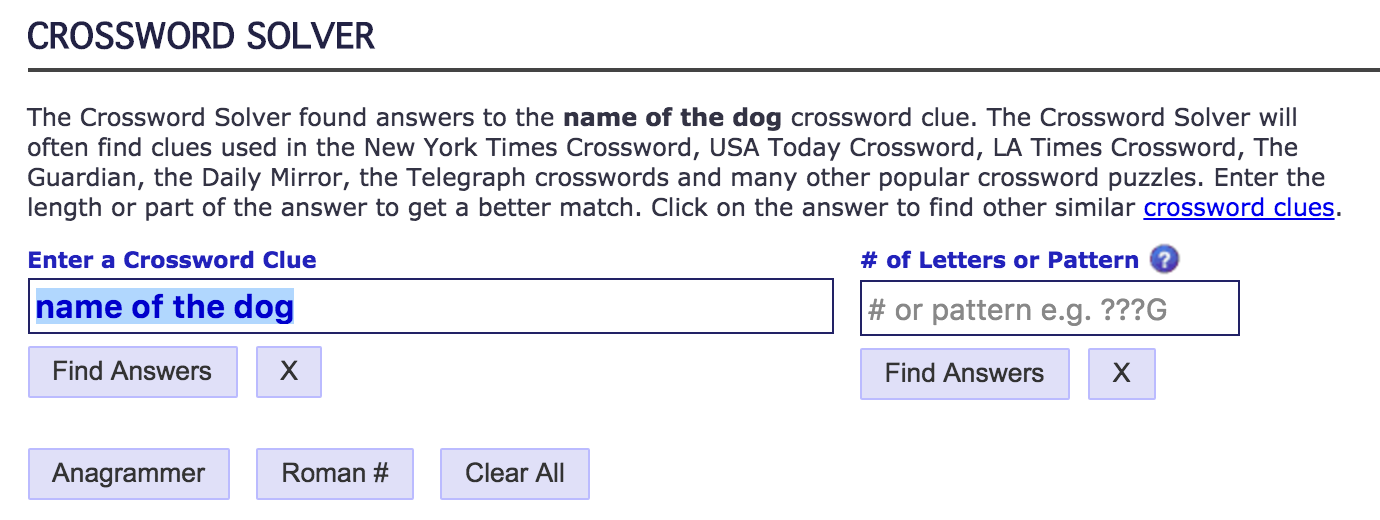 CROSSWORD SOLVER
The Crossword Solver found answers to the name of the dog crossword clue. The Crossword Solver will
often find clues used in the New York Times Crossword, USA Today Crossword, LA Times Crossword, The
Guardian, the Daily Mirror, the Telegraph crosswords and many other popular crossword puzzles. Enter the
length or part of the answer to get a better match. Click on the answer to find other similar crossword clues.
Enter a Crossword Clue
name of the dog
Find Answers X
# of Letters or Pattern ?
# or pattern e.g. ???G
Find Answers X
Anagrammer Roman # Clear All